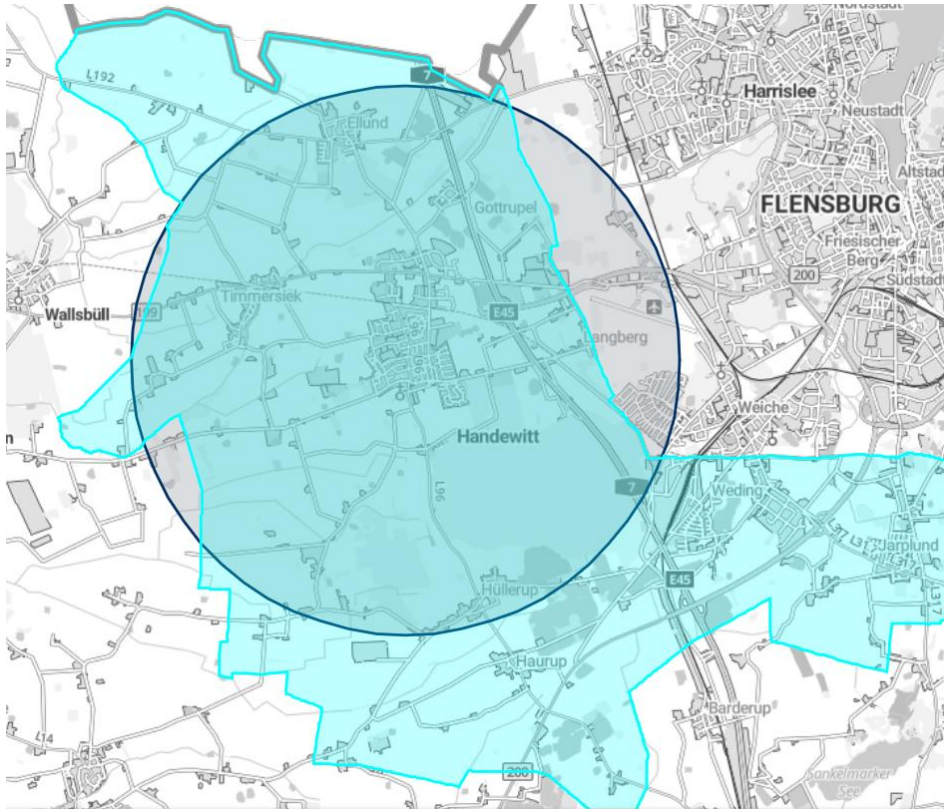 Nordstadt
L192
7
Harrislee
Neustadt
Ellund
Altstad
FLENSBURG
Gottrupel
Friesischer
Berg
200
Südstadt
Timmersiek
199
Wallsbüll
E45
Langberg
Weiche
Handewitt
L96
7
Weding
L317
Jarplund
E45
Hüllerup
L317
Haurup
Barderup
L14
200
Sankelmarker
See